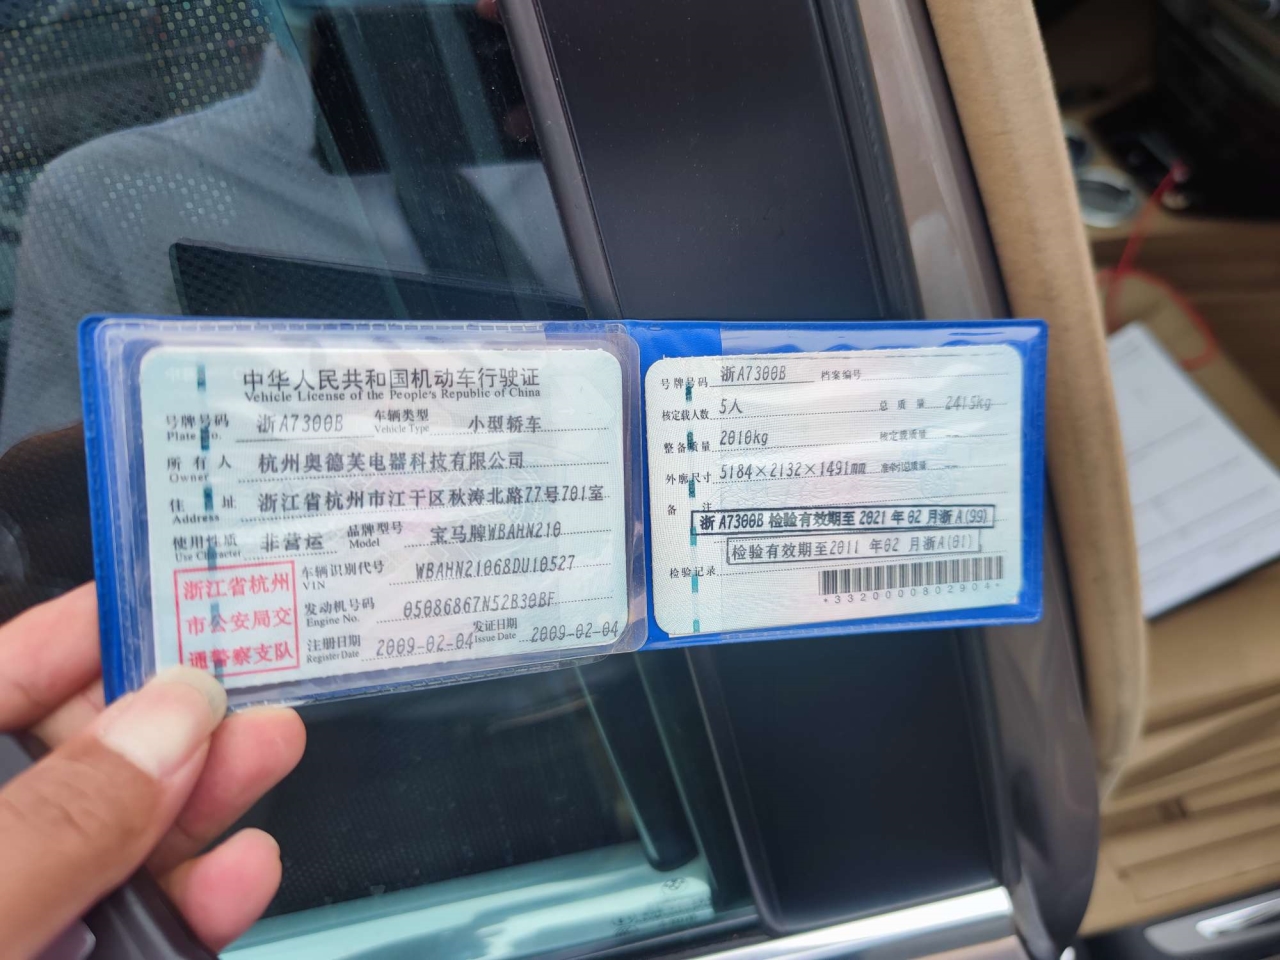 中华人民共和国机动车行驶证
Vehicle License of the People's Republic of China
号牌号码 浙A7300B 车辆类型 小型轿车
Plate No. Vehicle Type
所有人 杭州奥德芙电器科技有限公司
Owner
住址 浙江省杭州市江干区秋涛北路77号701室
Address
使用性质 非营运 品牌型号 宝马牌WBAHN210
Use Character Model
浙江省杭州
市公安局交
通警察支队
车辆识别代号 WBAHN21068DU10527
VIN
发动机号码 05086867N52B30BF
Engine No.
注册日期 2009-02-04 发证日期 2009-02-04
Register Date Issue Date
号牌号码 浙A7300B 档案编号
核定载人数 5人 总质量 2415kg
整备质量 2010kg 核定载质量 --
外廓尺寸 5184×2132×1491mm 准牵引总质量 --
备注
浙A7300B 检验有效期至 2021 年 02 月浙A(99)
检验有效期至2011 年02 月浙A(01)
检验记录
*3320000802904*